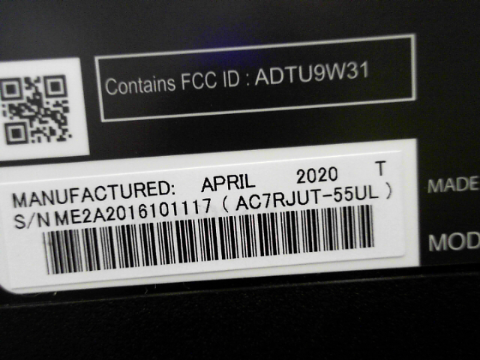 Contains FCC ID : ADTU9W31
MANUFACTURED: APRIL 2020 T
S/N ME2A2016101117 ( AC7RJUT-55UL )
MADE
MOD